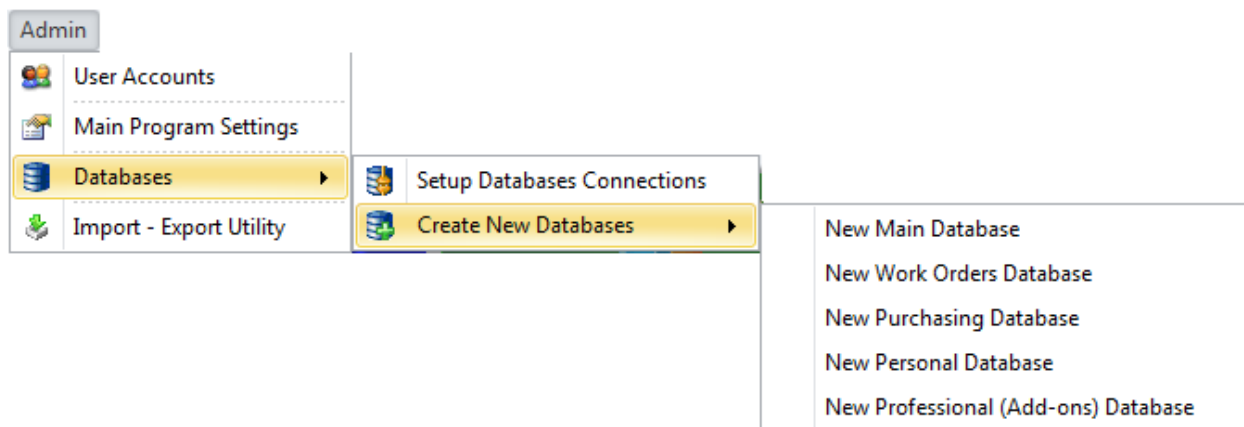 Admin
User Accounts
Main Program Settings
Databases
Import - Export Utility
Setup Databases Connections
Create New Databases
New Main Database
New Work Orders Database
New Purchasing Database
New Personal Database
New Professional (Add-ons) Database